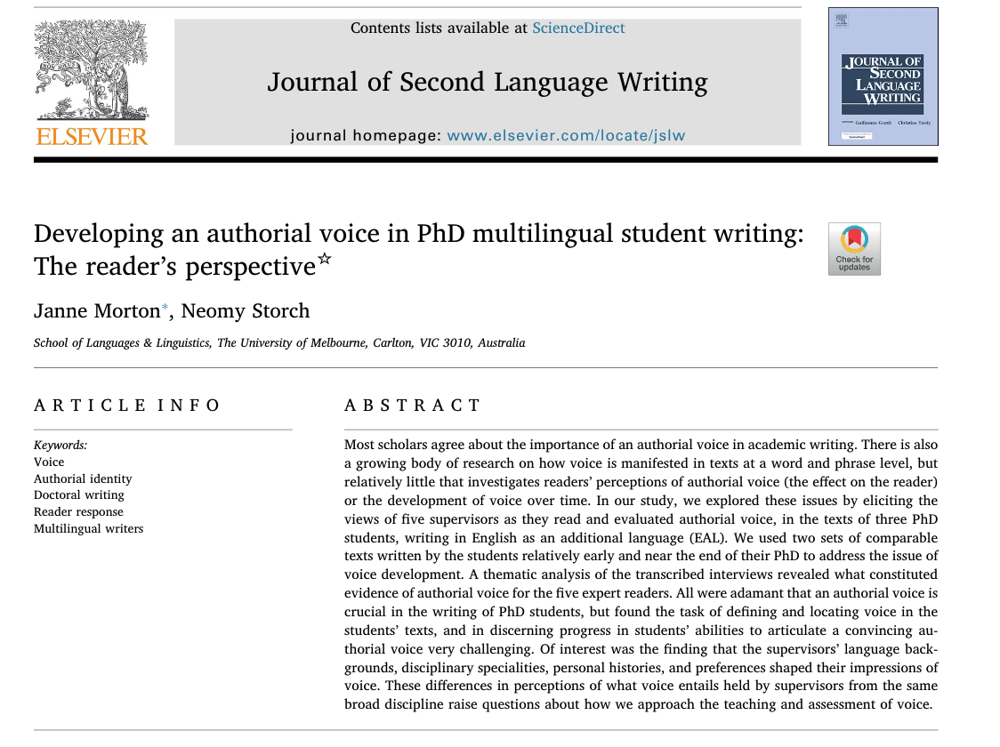 Contents lists available at ScienceDirect
Journal of Second Language Writing
journal homepage: www.elsevier.com/locate/jslw
ELSEVIER
JOURNAL OF
SECOND
LANGUAGE
WRITING
Guillaume Gentil Christine Tardy
Developing an authorial voice in PhD multilingual student writing:
The reader’s perspective☆
Check for
updates
Janne Morton*, Neomy Storch
School of Languages & Linguistics, The University of Melbourne, Carlton, VIC 3010, Australia
ARTICLE INFO
Keywords:
Voice
Authorial identity
Doctoral writing
Reader response
Multilingual writers
ABSTRACT
Most scholars agree about the importance of an authorial voice in academic writing. There is also
a growing body of research on how voice is manifested in texts at a word and phrase level, but
relatively little that investigates readers’ perceptions of authorial voice (the effect on the reader)
or the development of voice over time. In our study, we explored these issues by eliciting the
views of five supervisors as they read and evaluated authorial voice, in the texts of three PhD
students, writing in English as an additional language (EAL). We used two sets of comparable
texts written by the students relatively early and near the end of their PhD to address the issue of
voice development. A thematic analysis of the transcribed interviews revealed what constituted
evidence of authorial voice for the five expert readers. All were adamant that an authorial voice is
crucial in the writing of PhD students, but found the task of defining and locating voice in the
students’ texts, and in discerning progress in students’ abilities to articulate a convincing au-
thorial voice very challenging. Of interest was the finding that the supervisors’ language back-
grounds, disciplinary specialities, personal histories, and preferences shaped their impressions of
voice. These differences in perceptions of what voice entails held by supervisors from the same
broad discipline raise questions about how we approach the teaching and assessment of voice.